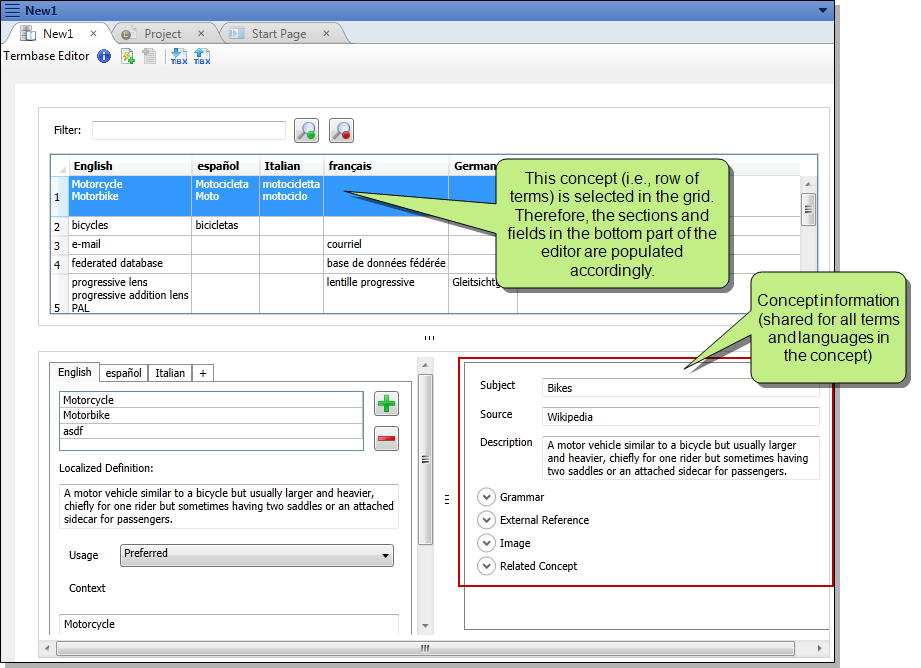 New1
New1 × Project × Start Page ×
Termbase Editor
TBX TBX
Filter:
English español Italian français German
1 Motorcycle Motocicleta motocicletta
Motorbike Moto motociclo
2 bicycles bicicletas
3 e-mail courriel
4 federated database base de données fédérée
progressive lens lentille progressive
progressive addition lens
5 PAL
This concept (i.e., row of
terms) is selected in the grid.
Therefore, the sections and
fields in the bottom part of the
editor are populated
accordingly.
Concept information
(shared for all terms
and languages in
the concept)
English español Italian +
Motorcycle
Motorbike
asdf
Localized Definition:
A motor vehicle similar to a bicycle but usually larger and heavier,
chiefly for one rider but sometimes having two saddles or an attached
sidecar for passengers.
Usage Preferred
Context
Motorcycle
Subject Bikes
Source Wikipedia
Description A motor vehicle similar to a bicycle but usually larger
and heavier, chiefly for one rider but sometimes having
two saddles or an attached sidecar for passengers.
Grammar
External Reference
Image
Related Concept